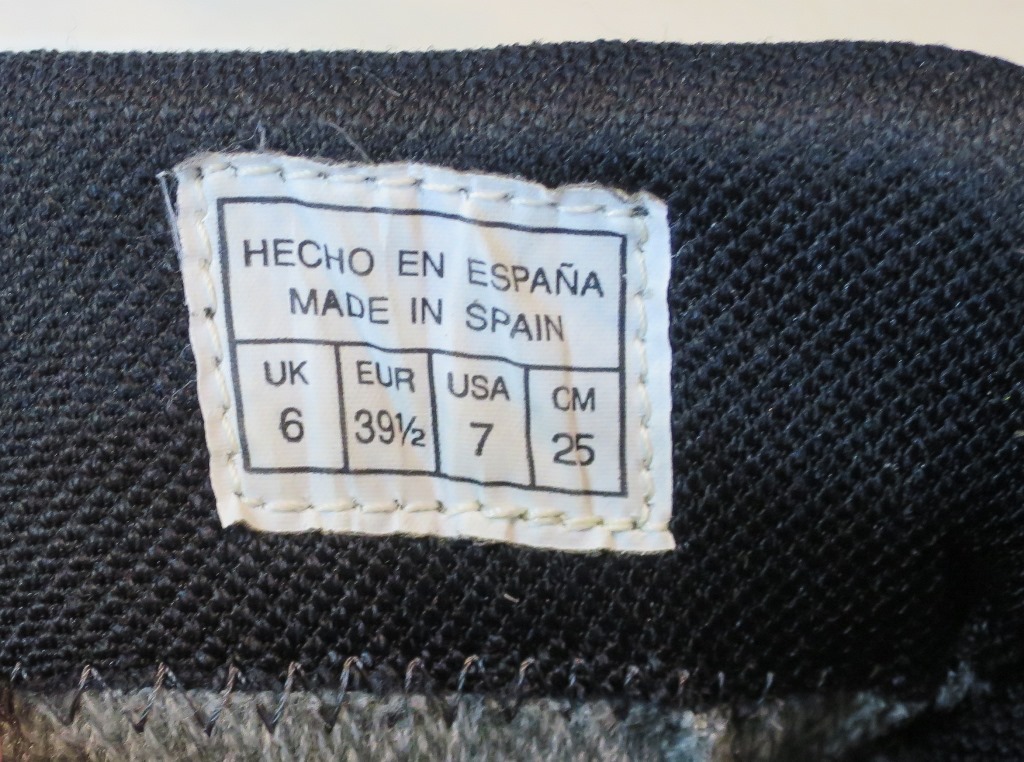 HECHO EN ESPAÑA
MADE IN SPAIN
UK EUR USA CM
6 39½ 7 25